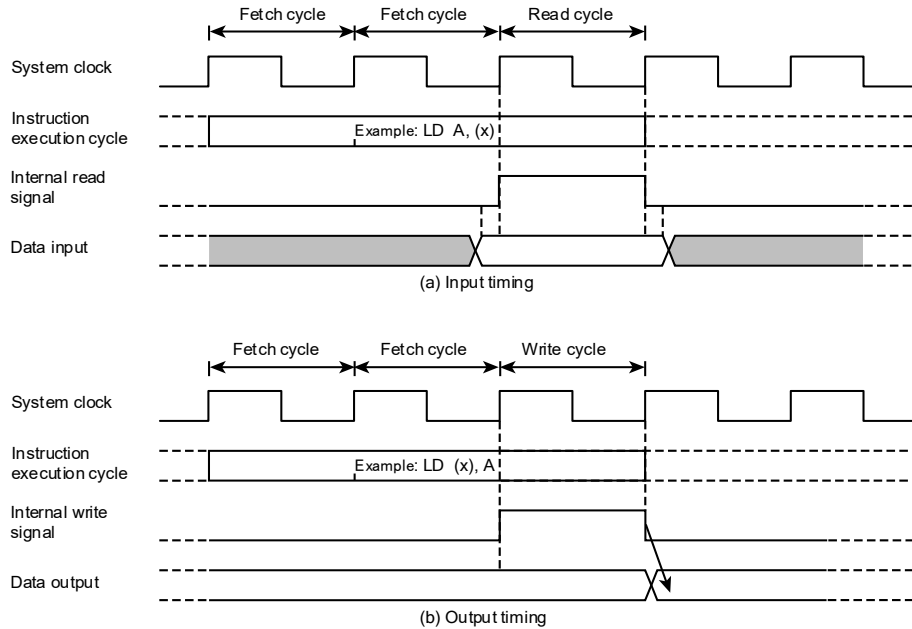 Fetch cycle Fetch cycle Read cycle
System clock
Instruction
execution cycle
Example: LD A, (x)
Internal read
signal
Data input
(a) Input timing
Fetch cycle Fetch cycle Write cycle
System clock
Instruction
execution cycle
Example: LD (x), A
Internal write
signal
Data output
(b) Output timing